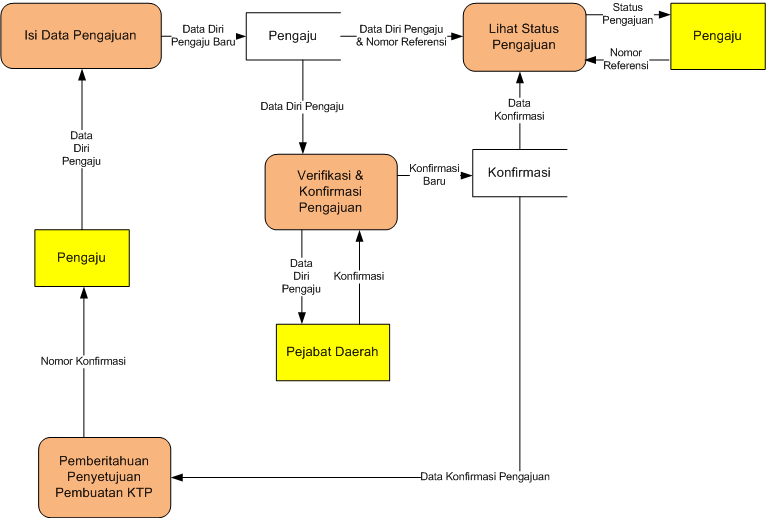 Isi Data Pengajuan
Data Diri
Pengaju Baru
Pengaju
Data Diri Pengaju
& Nomor Referensi
Lihat Status
Pengajuan
Status
Pengajuan
Nomor
Referensi
Pengaju
Data Diri Pengaju
Data
Konfirmasi
Data
Diri
Pengaju
Verifikasi &
Konfirmasi
Pengajuan
Konfirmasi
Baru
Konfirmasi
Pengaju
Data
Diri
Pengaju
Konfirmasi
Pejabat Daerah
Nomor Konfirmasi
Pemberitahuan
Penyetujuan
Pembuatan KTP
Data Konfirmasi Pengajuan